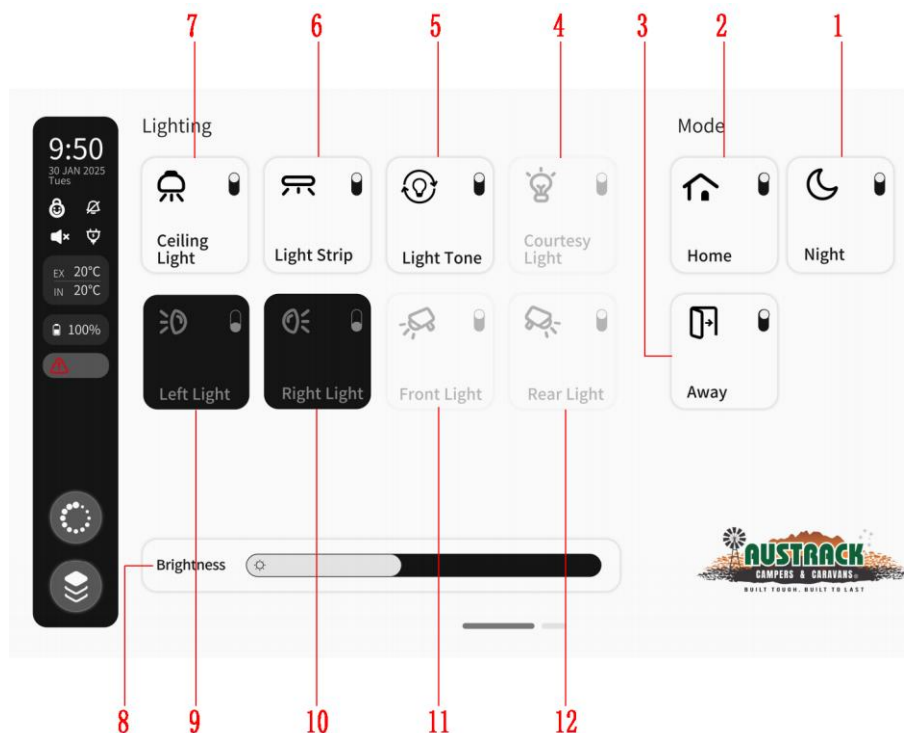 7 6 5 4 3 2 1
Lighting
Mode
9:50
30 JAN 2025
Tues
EX 20°C
IN 20°C
100%
Ceiling
Light
Light Strip
Light Tone
Courtesy
Light
Home
Night
Left Light
Right Light
Front Light
Rear Light
Away
Brightness
AUSTRACK
CAMPERS & CARAVANS
BUILT TOUGH, BUILT TO LAST
8 9 10 11 12